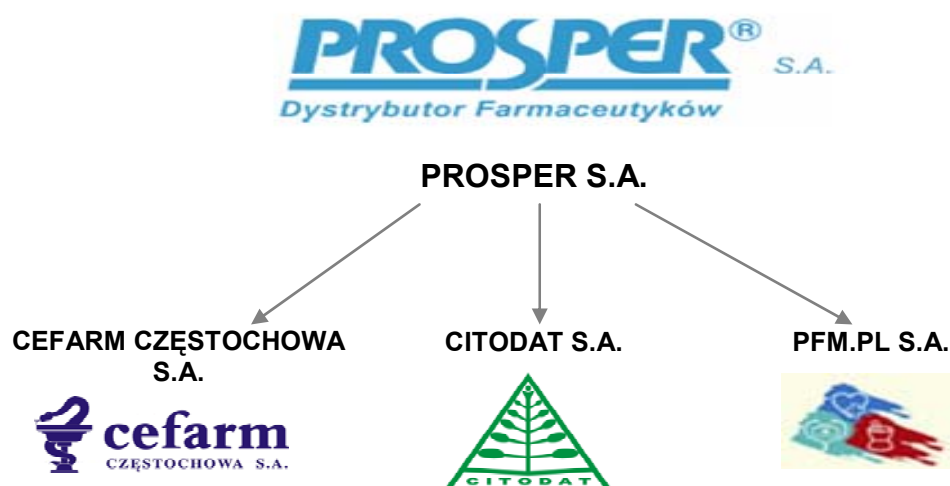 PROSPER® S.A.
Dystrybutor Farmaceutyków
PROSPER S.A.
CEFARM CZĘSTOCHOWA
S.A.
CITODAT S.A.
PFM.PL S.A.
cefarm
CZĘSTOCHOWA S.A.
CITODAT